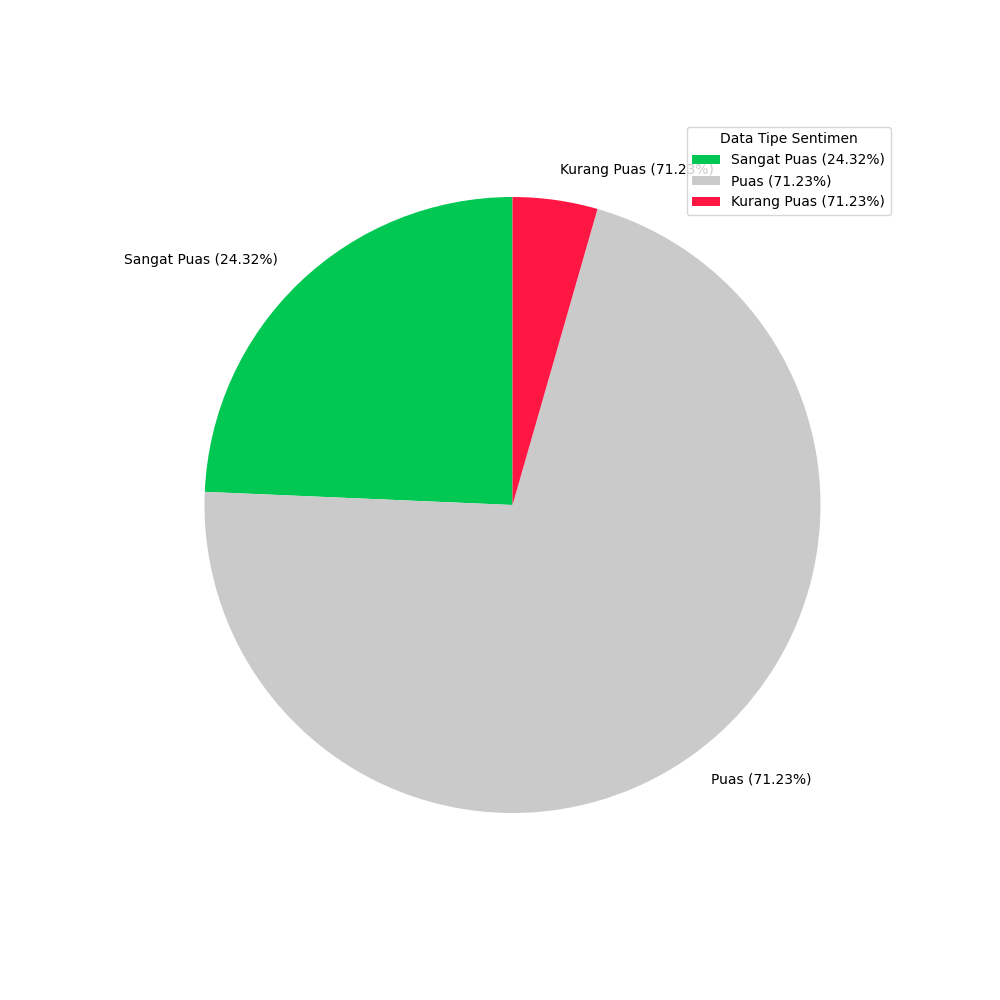 Data Tipe Sentimen
Sangat Puas (24.32%)
Puas (71.23%)
Kurang Puas (71.23%)
Kurang Puas (71.23%)
Sangat Puas (24.32%)
Puas (71.23%)